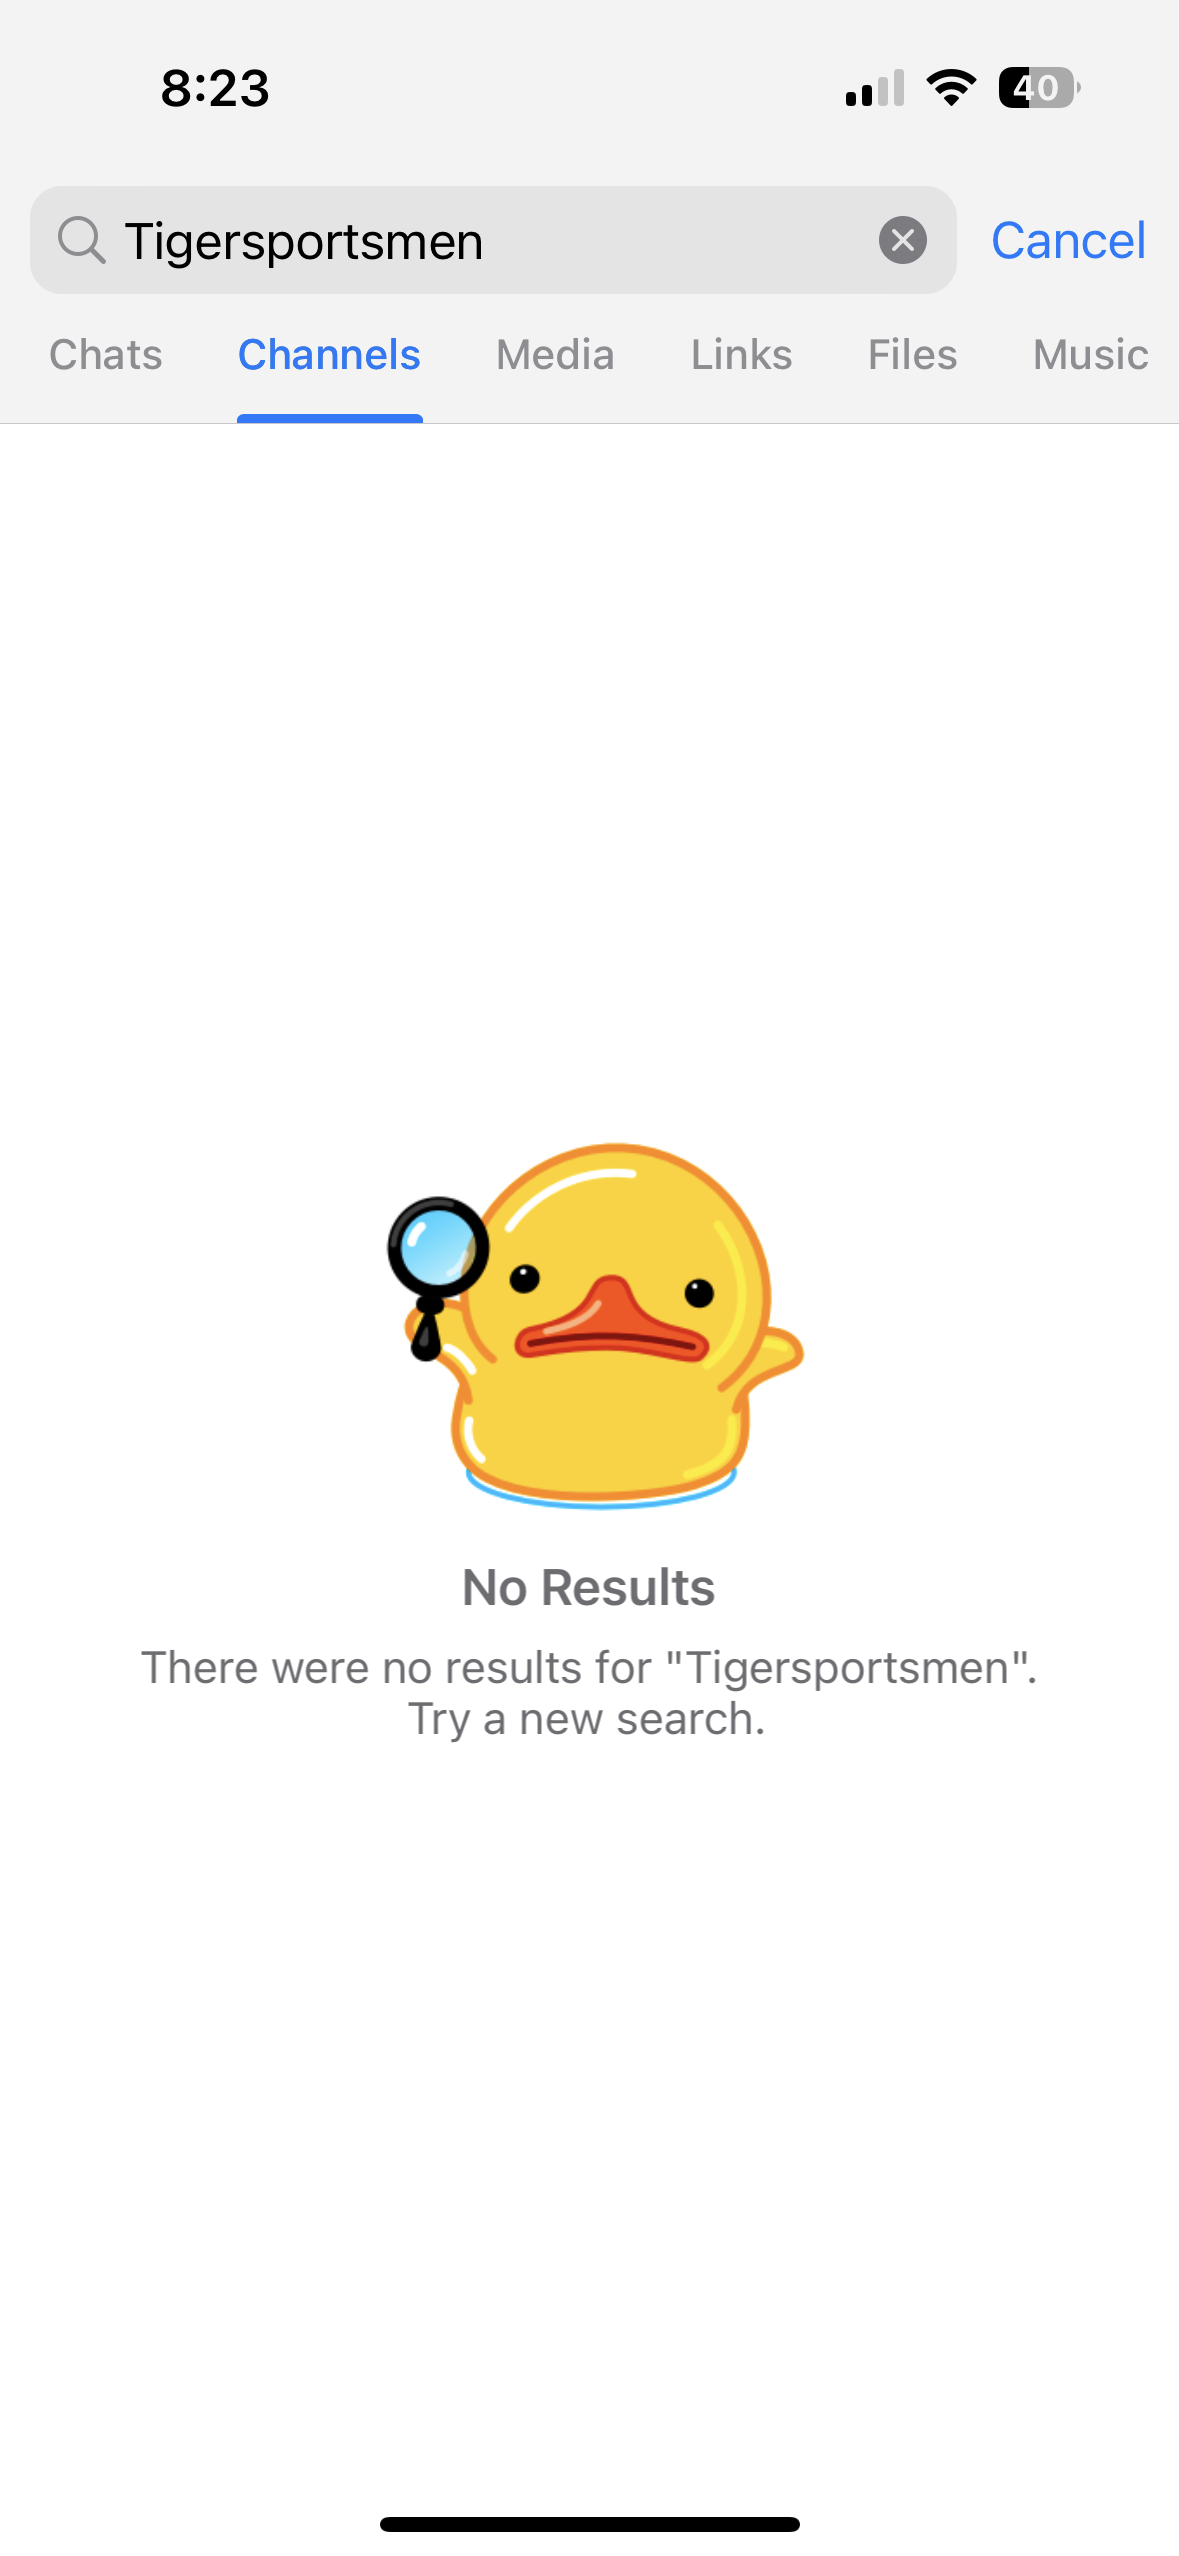 8:23
40
Tigersportsmen
Cancel
Chats Channels Media Links Files Music
No Results
There were no results for "Tigersportsmen".
Try a new search.